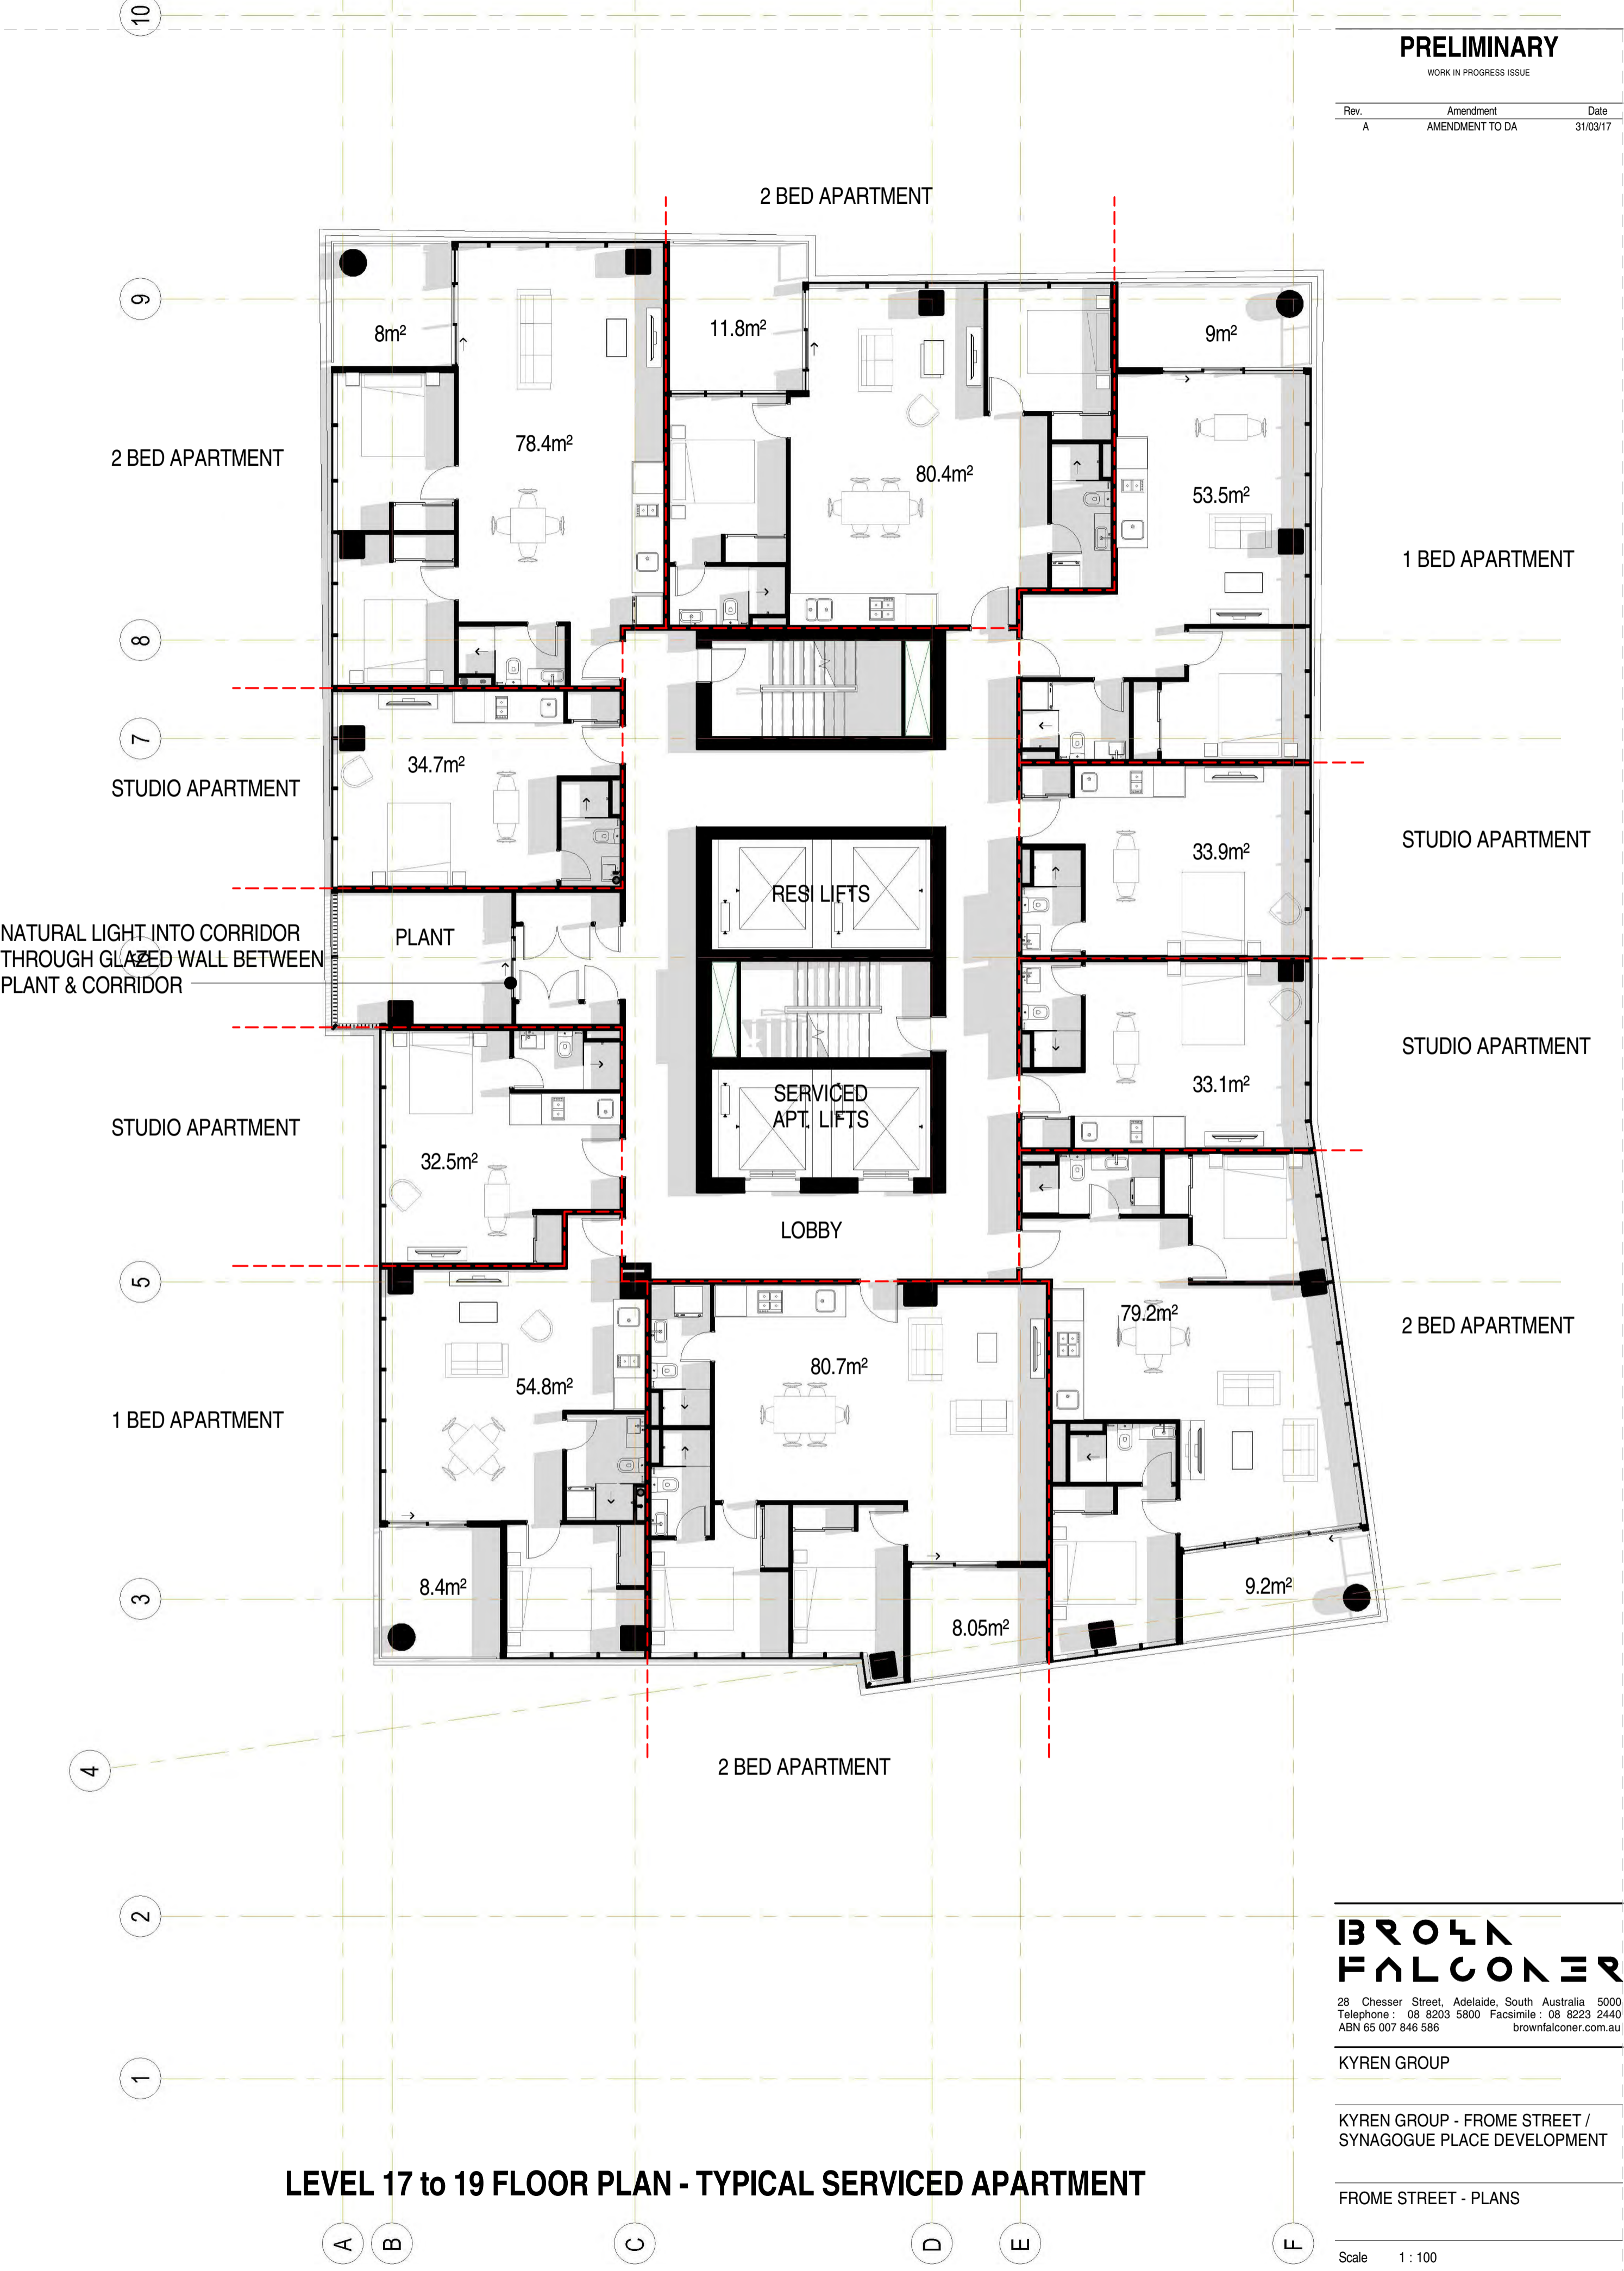 10
PRELIMINARY
WORK IN PROGRESS ISSUE
Rev. Amendment Date
A AMENDMENT TO DA 31/03/17
2 BED APARTMENT
9
8m²
11.8m²
9m²
2 BED APARTMENT
78.4m²
80.4m²
53.5m²
1 BED APARTMENT
8
7
34.7m²
STUDIO APARTMENT
33.9m²
STUDIO APARTMENT
RESI LIFTS
NATURAL LIGHT INTO CORRIDOR
THROUGH GLAZED WALL BETWEEN
PLANT & CORRIDOR
6
PLANT
STUDIO APARTMENT
33.1m²
SERVICED
APT. LIFTS
STUDIO APARTMENT
32.5m²
LOBBY
5
79.2m²
2 BED APARTMENT
80.7m²
54.8m²
1 BED APARTMENT
3
8.4m²
8.05m²
9.2m²
4
2 BED APARTMENT
2
BROWN
FALCONER
28 Chesser Street, Adelaide, South Australia 5000
Telephone : 08 8203 5800 Facsimile : 08 8223 2440
ABN 65 007 846 586 brownfalconer.com.au
KYREN GROUP
1
KYREN GROUP - FROME STREET /
SYNAGOGUE PLACE DEVELOPMENT
LEVEL 17 to 19 FLOOR PLAN - TYPICAL SERVICED APARTMENT
FROME STREET - PLANS
A B C D E F
Scale 1 : 100